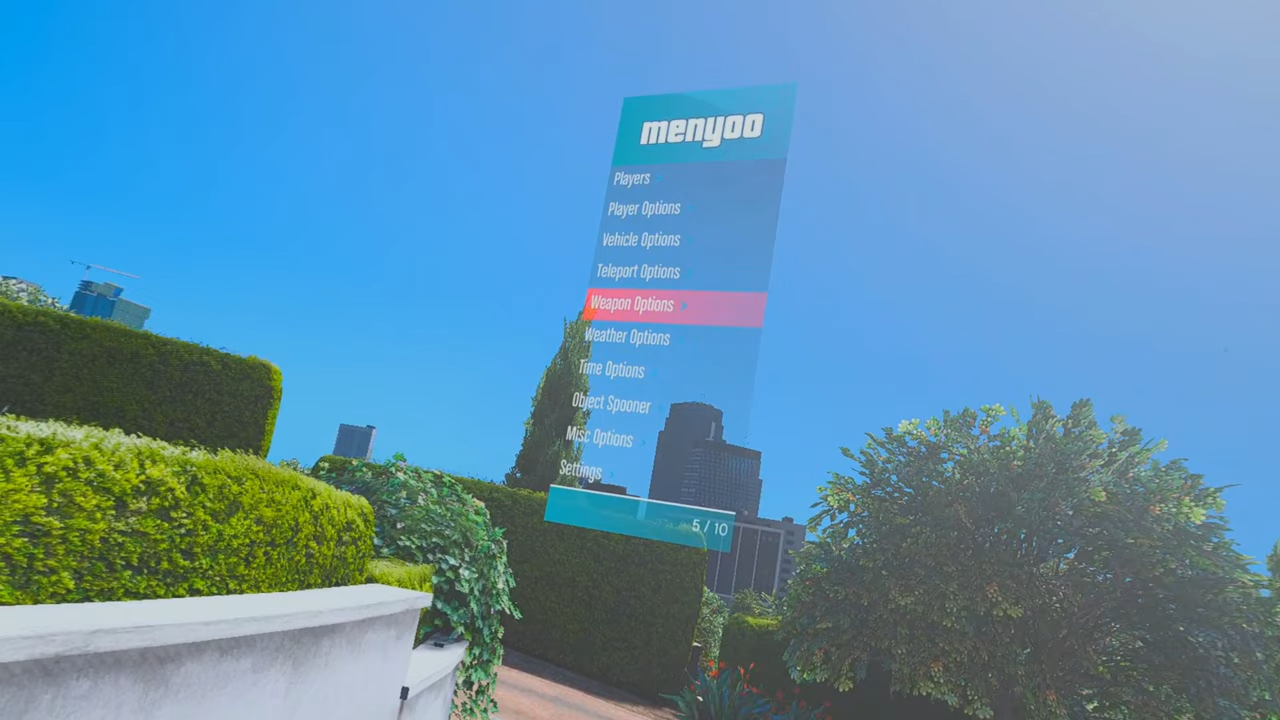 menyoo
Players
Player Options
Vehicle Options
Teleport Options
Weapon Options >
Weather Options
Time Options
Object Spooner
Misc Options
Settings
5 / 10